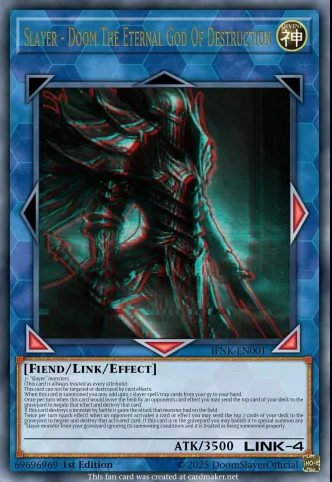 Slayer - Doom The Eternal God Of Destruction
DIVINE
神
IFNK-EN001
[Fiend/Link/Effect]
"Slayer" monsters
(This card is always treated as every attribute)
This card can not be targeted or destroyed by card effects.
When this card is summoned you may add upto 2 slayer spell/trap cards from your gy to your hand.
Once per turn when this card would leave the field by an opponents card effect you may send the top card of your deck to the
graveyard to negate that effect and destroy that card.
If this card destroys a monster by battle it gains the attack that monster had on the field.
Twice per turn (quick effect) when an opponent activates a card or effect you may send the top 2 cards of your deck to the
graveyard to negate and destroy that activated card. If this card is in the graveyard you may banish it to special summon 1
"Slayer" monster from your graveyard ignoring its summoning conditions and it is treated as being summoned properly.
ATK/3500 LINK-4
69696969 1st Edition © 2025 DoomSlayerOfficial
This fan card was created at cardmaker.net